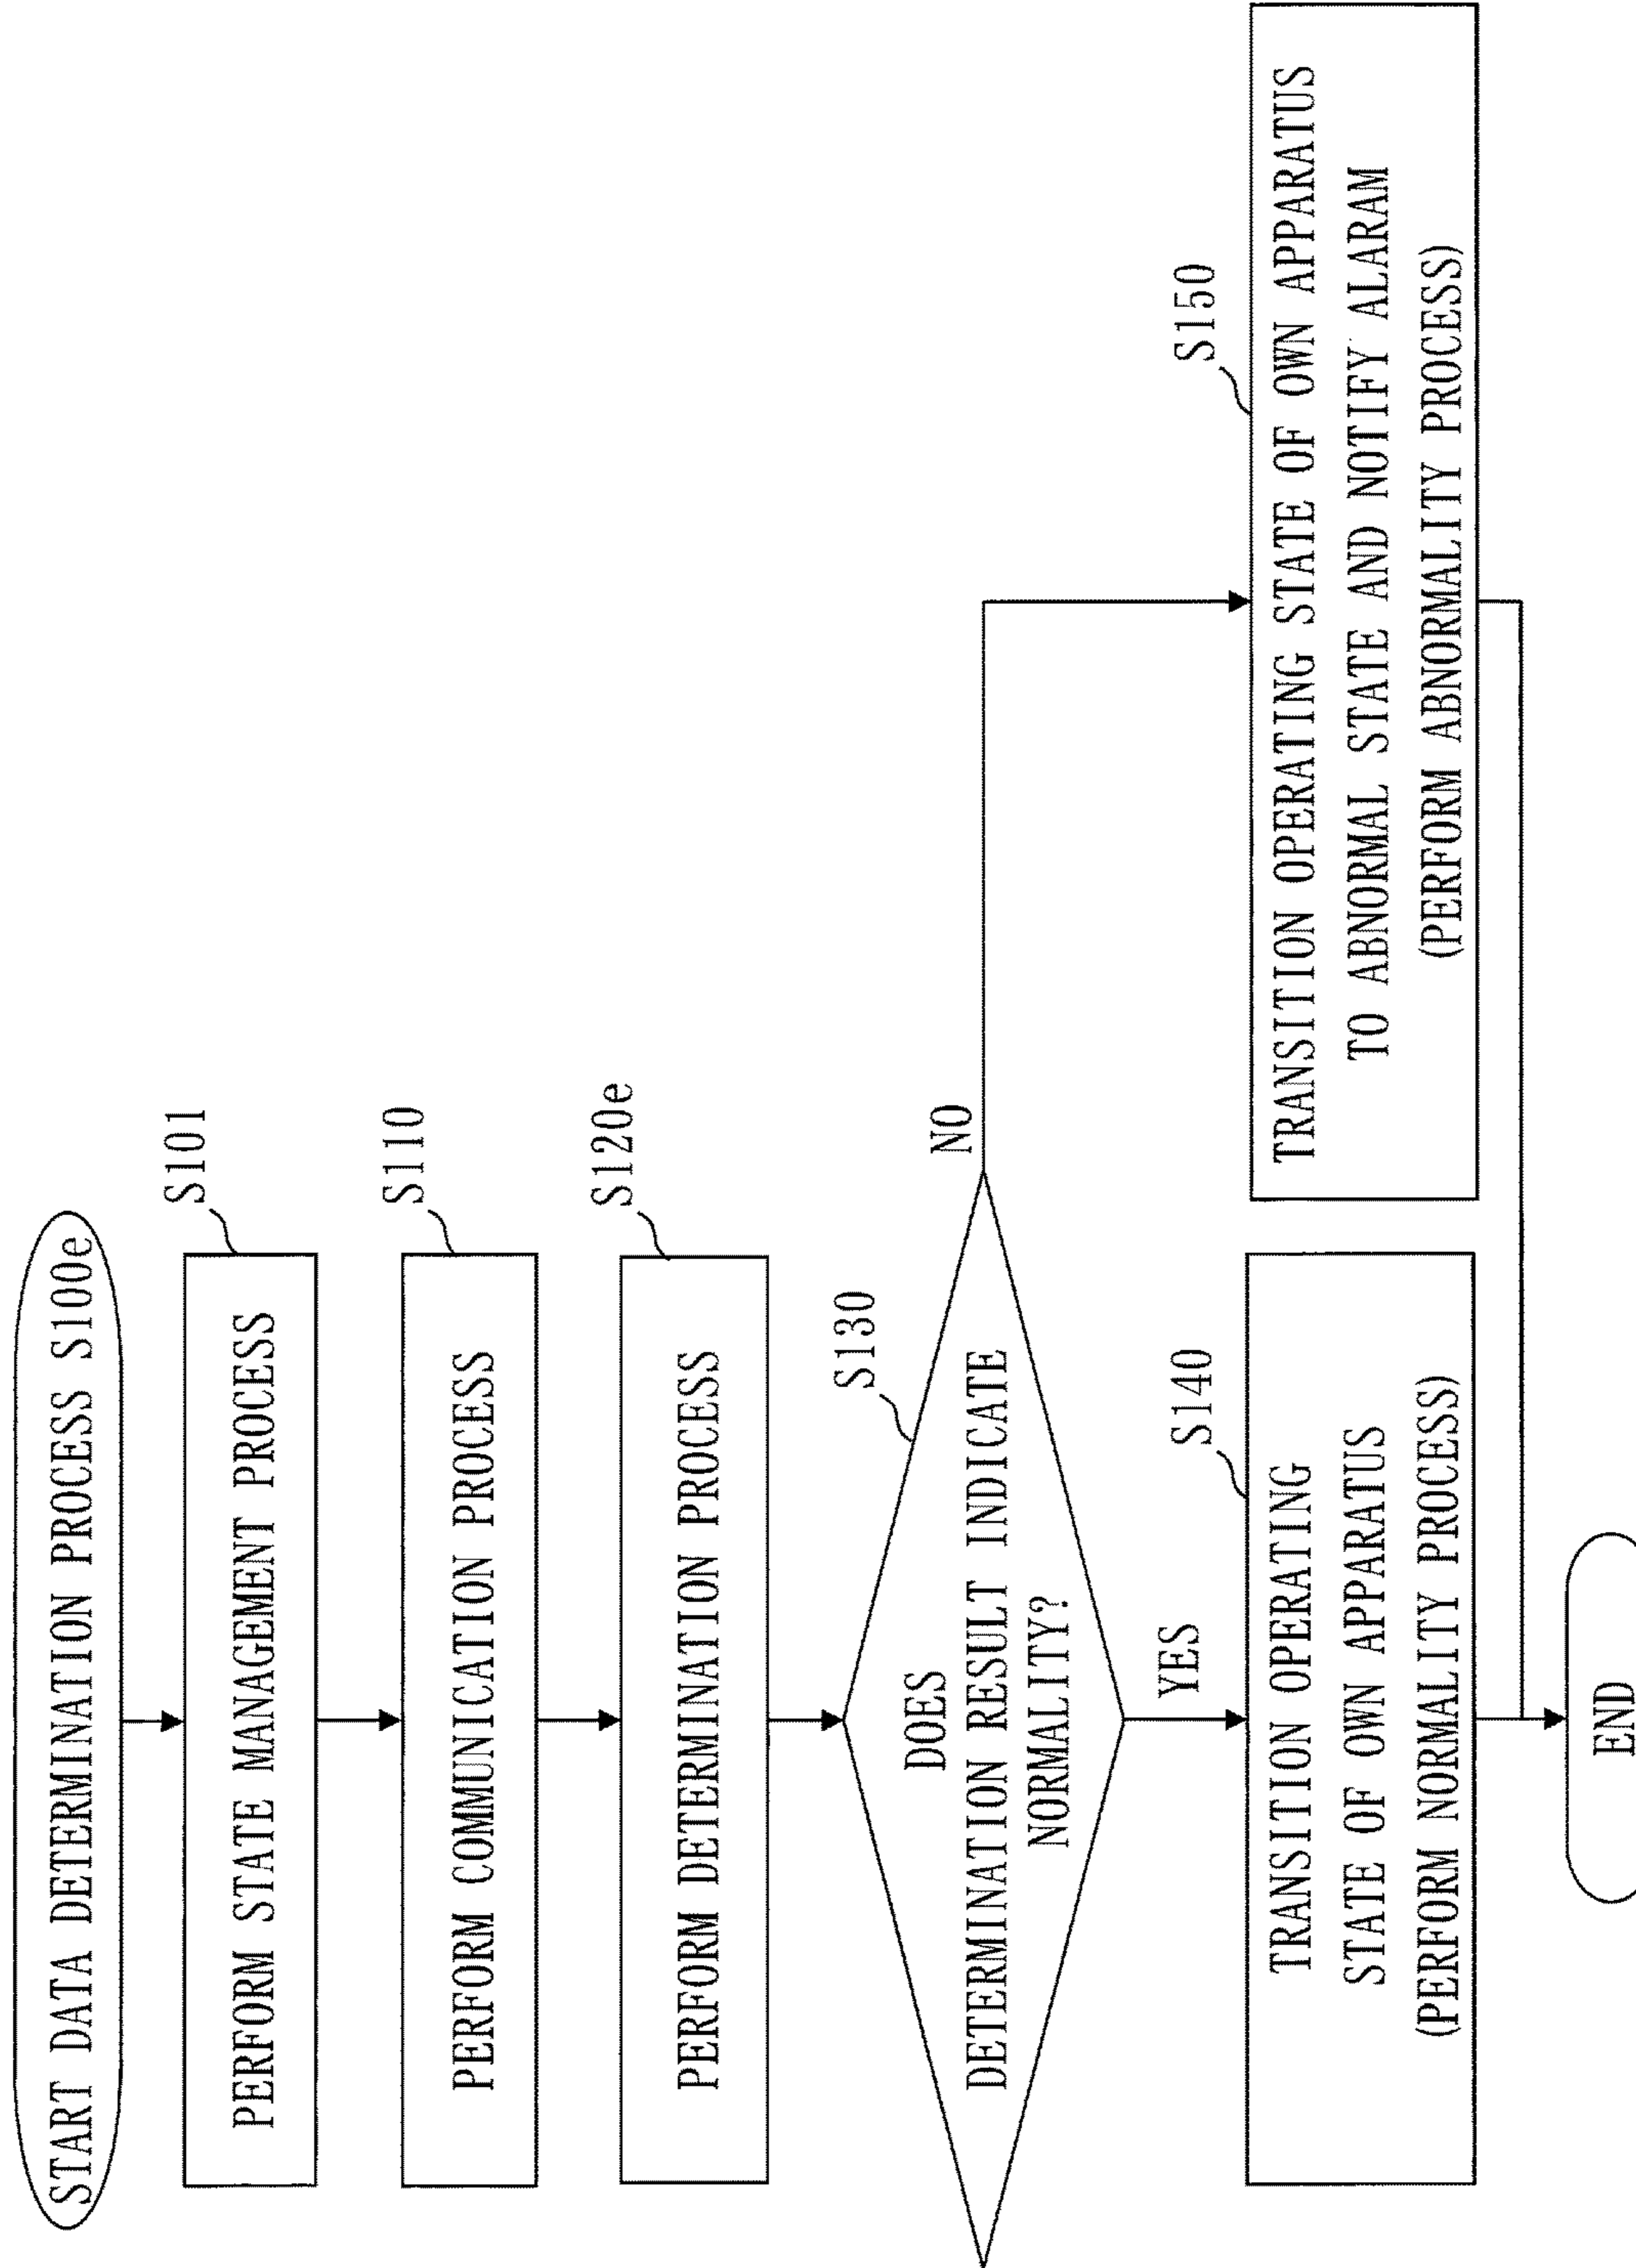 START DATA DETERMINATION PROCESS S100e
S101
PERFORM STATE MANAGEMENT PROCESS
S110
PERFORM COMMUNICATION PROCESS
S120e
PERFORM DETERMINATION PROCESS
S130
DOES
DETERMINATION RESULT INDICATE
NORMALITY?
NO
YES
S140
TRANSITION OPERATING
STATE OF OWN APPARATUS
(PERFORM NORMALITY PROCESS)
S150
TRANSITION OPERATING STATE OF OWN APPARATUS
TO ABNORMAL STATE AND NOTIFY ALARAM
(PERFORM ABNORMALITY PROCESS)
END